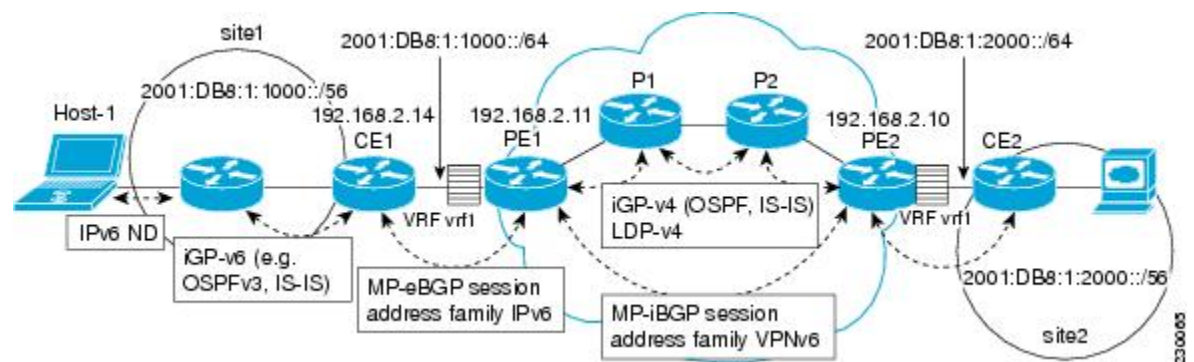 site1
2001:DB8:1:1000::/64
2001:DB8:1:2000::/64
2001:DB8:1:1000::/56
P1
P2
Host-1
192.168.2.14
192.168.2.11
192.168.2.10
CE1
PE1
PE2
CE2
VRF vrf1
iGP-v4 (OSPF, IS-IS)
LDP-v4
VRF vrf1
IPv6 ND
iGP-v6 (e.g.
OSPFv3, IS-IS)
MP-eBGP session
address family IPv6
MP-iBGP session
address family VPNv6
2001:DB8:1:2000::/56
site2
230065